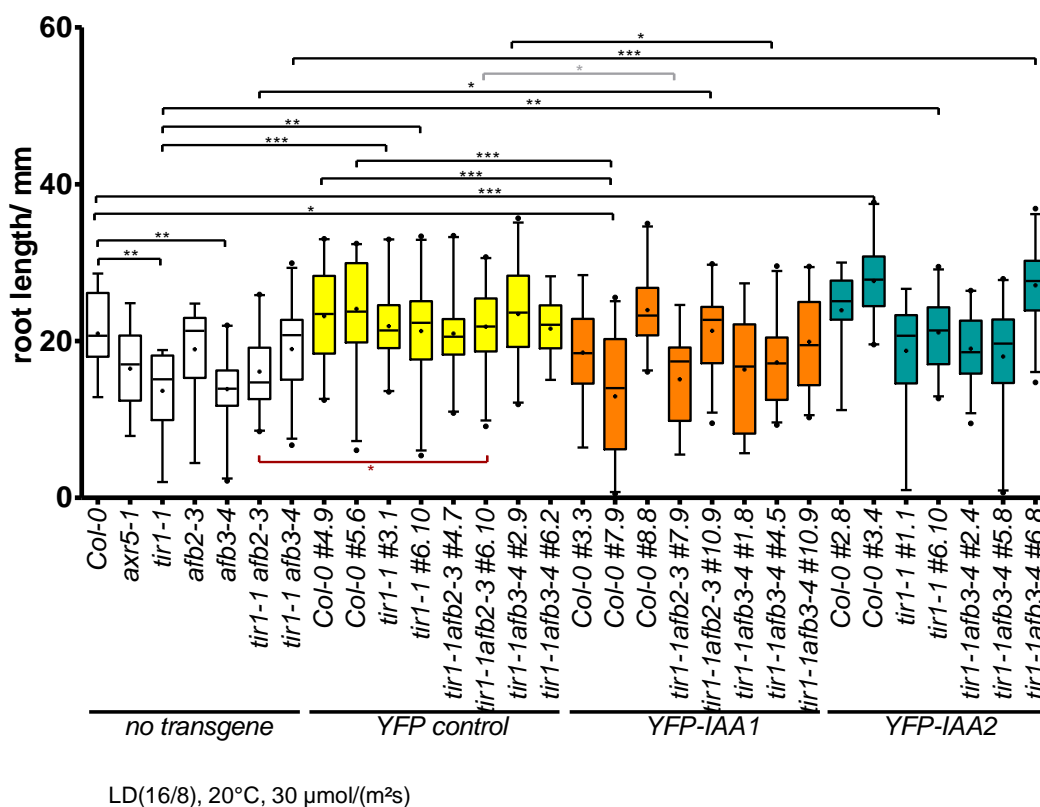 60
40
20
0
root length/ mm
*
***
*
*
**
**
***
***
***
***
*
**
**
*
Col-0
axr5-1
tir1-1
afb2-3
afb3-4
tir1-1 afb2-3
tir1-1 afb3-4
Col-0 #4.9
Col-0 #5.6
tir1-1 #3.1
tir1-1 #6.10
tir1-1afb2-3 #4.7
tir1-1afb2-3 #6.10
tir1-1afb3-4 #2.9
tir1-1afb3-4 #6.2
Col-0 #3.3
Col-0 #7.9
Col-0 #8.8
tir1-1afb2-3 #7.9
tir1-1afb2-3 #10.9
tir1-1afb3-4 #1.8
tir1-1afb3-4 #4.5
tir1-1afb3-4 #10.9
Col-0 #2.8
Col-0 #3.4
tir1-1 #1.1
tir1-1 #6.10
tir1-1afb3-4 #2.4
tir1-1afb3-4 #5.8
tir1-1afb3-4 #6.8
no transgene
YFP control
YFP-IAA1
YFP-IAA2
LD(16/8), 20°C, 30 µmol/(m²s)